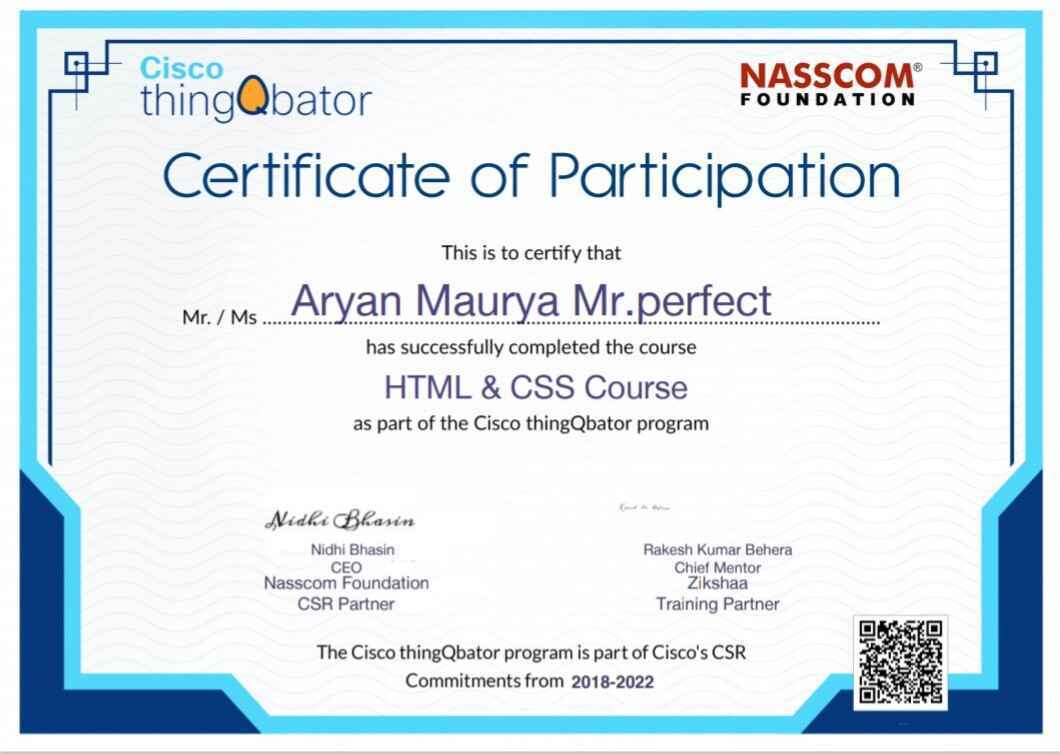 Cisco
thingQbator
NASSCOM®
FOUNDATION
Certificate of Participation
This is to certify that
Mr. / Ms Aryan Maurya Mr.perfect
has successfully completed the course
HTML & CSS Course
as part of the Cisco thingQbator program
Nidhi Bhasin
Nidhi Bhasin
CEO
Nasscom Foundation
CSR Partner
Rakesh Kumar Behera
Chief Mentor
Zikshaa
Training Partner
The Cisco thingQbator program is part of Cisco's CSR
Commitments from 2018-2022